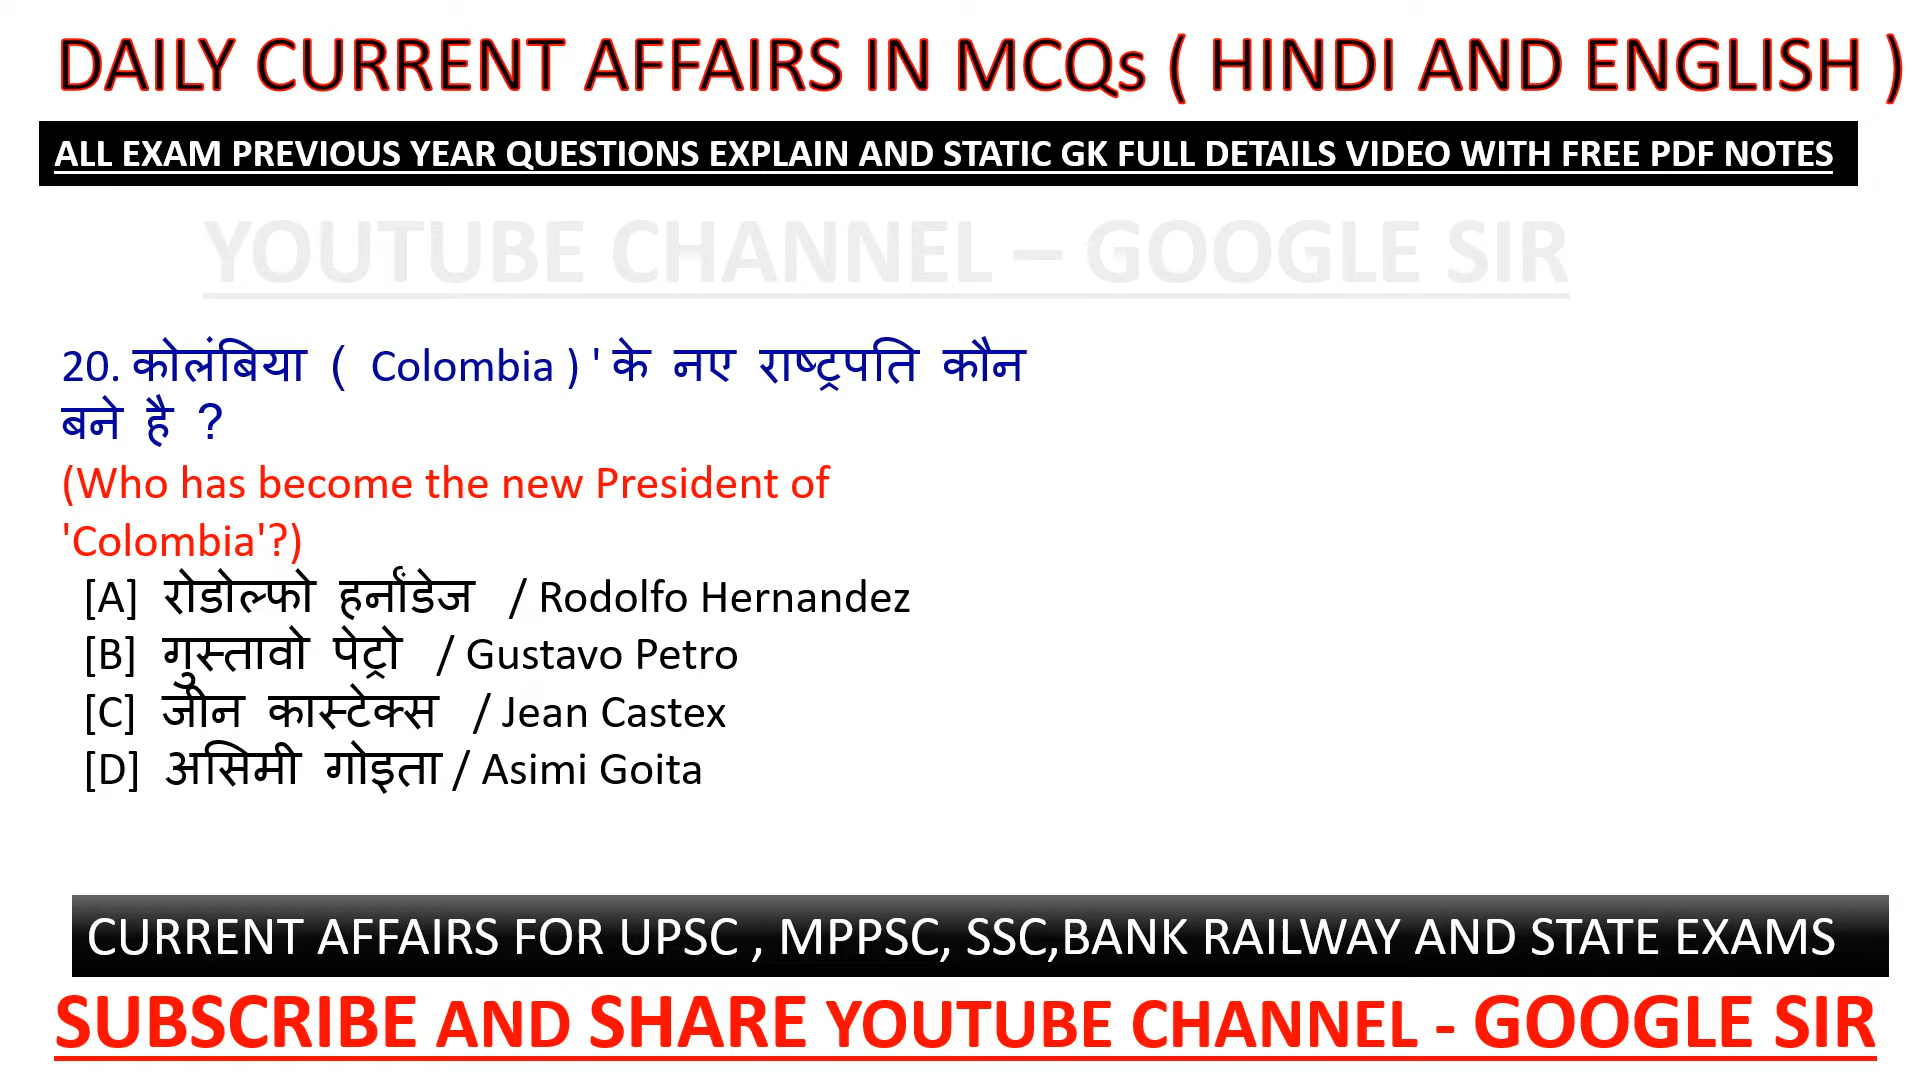 DAILY CURRENT AFFAIRS IN MCQs ( HINDI AND ENGLISH )
ALL EXAM PREVIOUS YEAR QUESTIONS EXPLAIN AND STATIC GK FULL DETAILS VIDEO WITH FREE PDF NOTES
YOUTUBE CHANNEL – GOOGLE SIR
20. कोलंबिया ( Colombia ) ' के नए राष्ट्रपति कौन
बने है ?
(Who has become the new President of
'Colombia'?)
[A] रोडोल्फो हर्नांडेज / Rodolfo Hernandez
[B] गुस्तावो पेट्रो / Gustavo Petro
[C] जीन कास्टेक्स / Jean Castex
[D] असिमी गोइता / Asimi Goita
CURRENT AFFAIRS FOR UPSC , MPPSC, SSC,BANK RAILWAY AND STATE EXAMS
SUBSCRIBE AND SHARE YOUTUBE CHANNEL - GOOGLE SIR